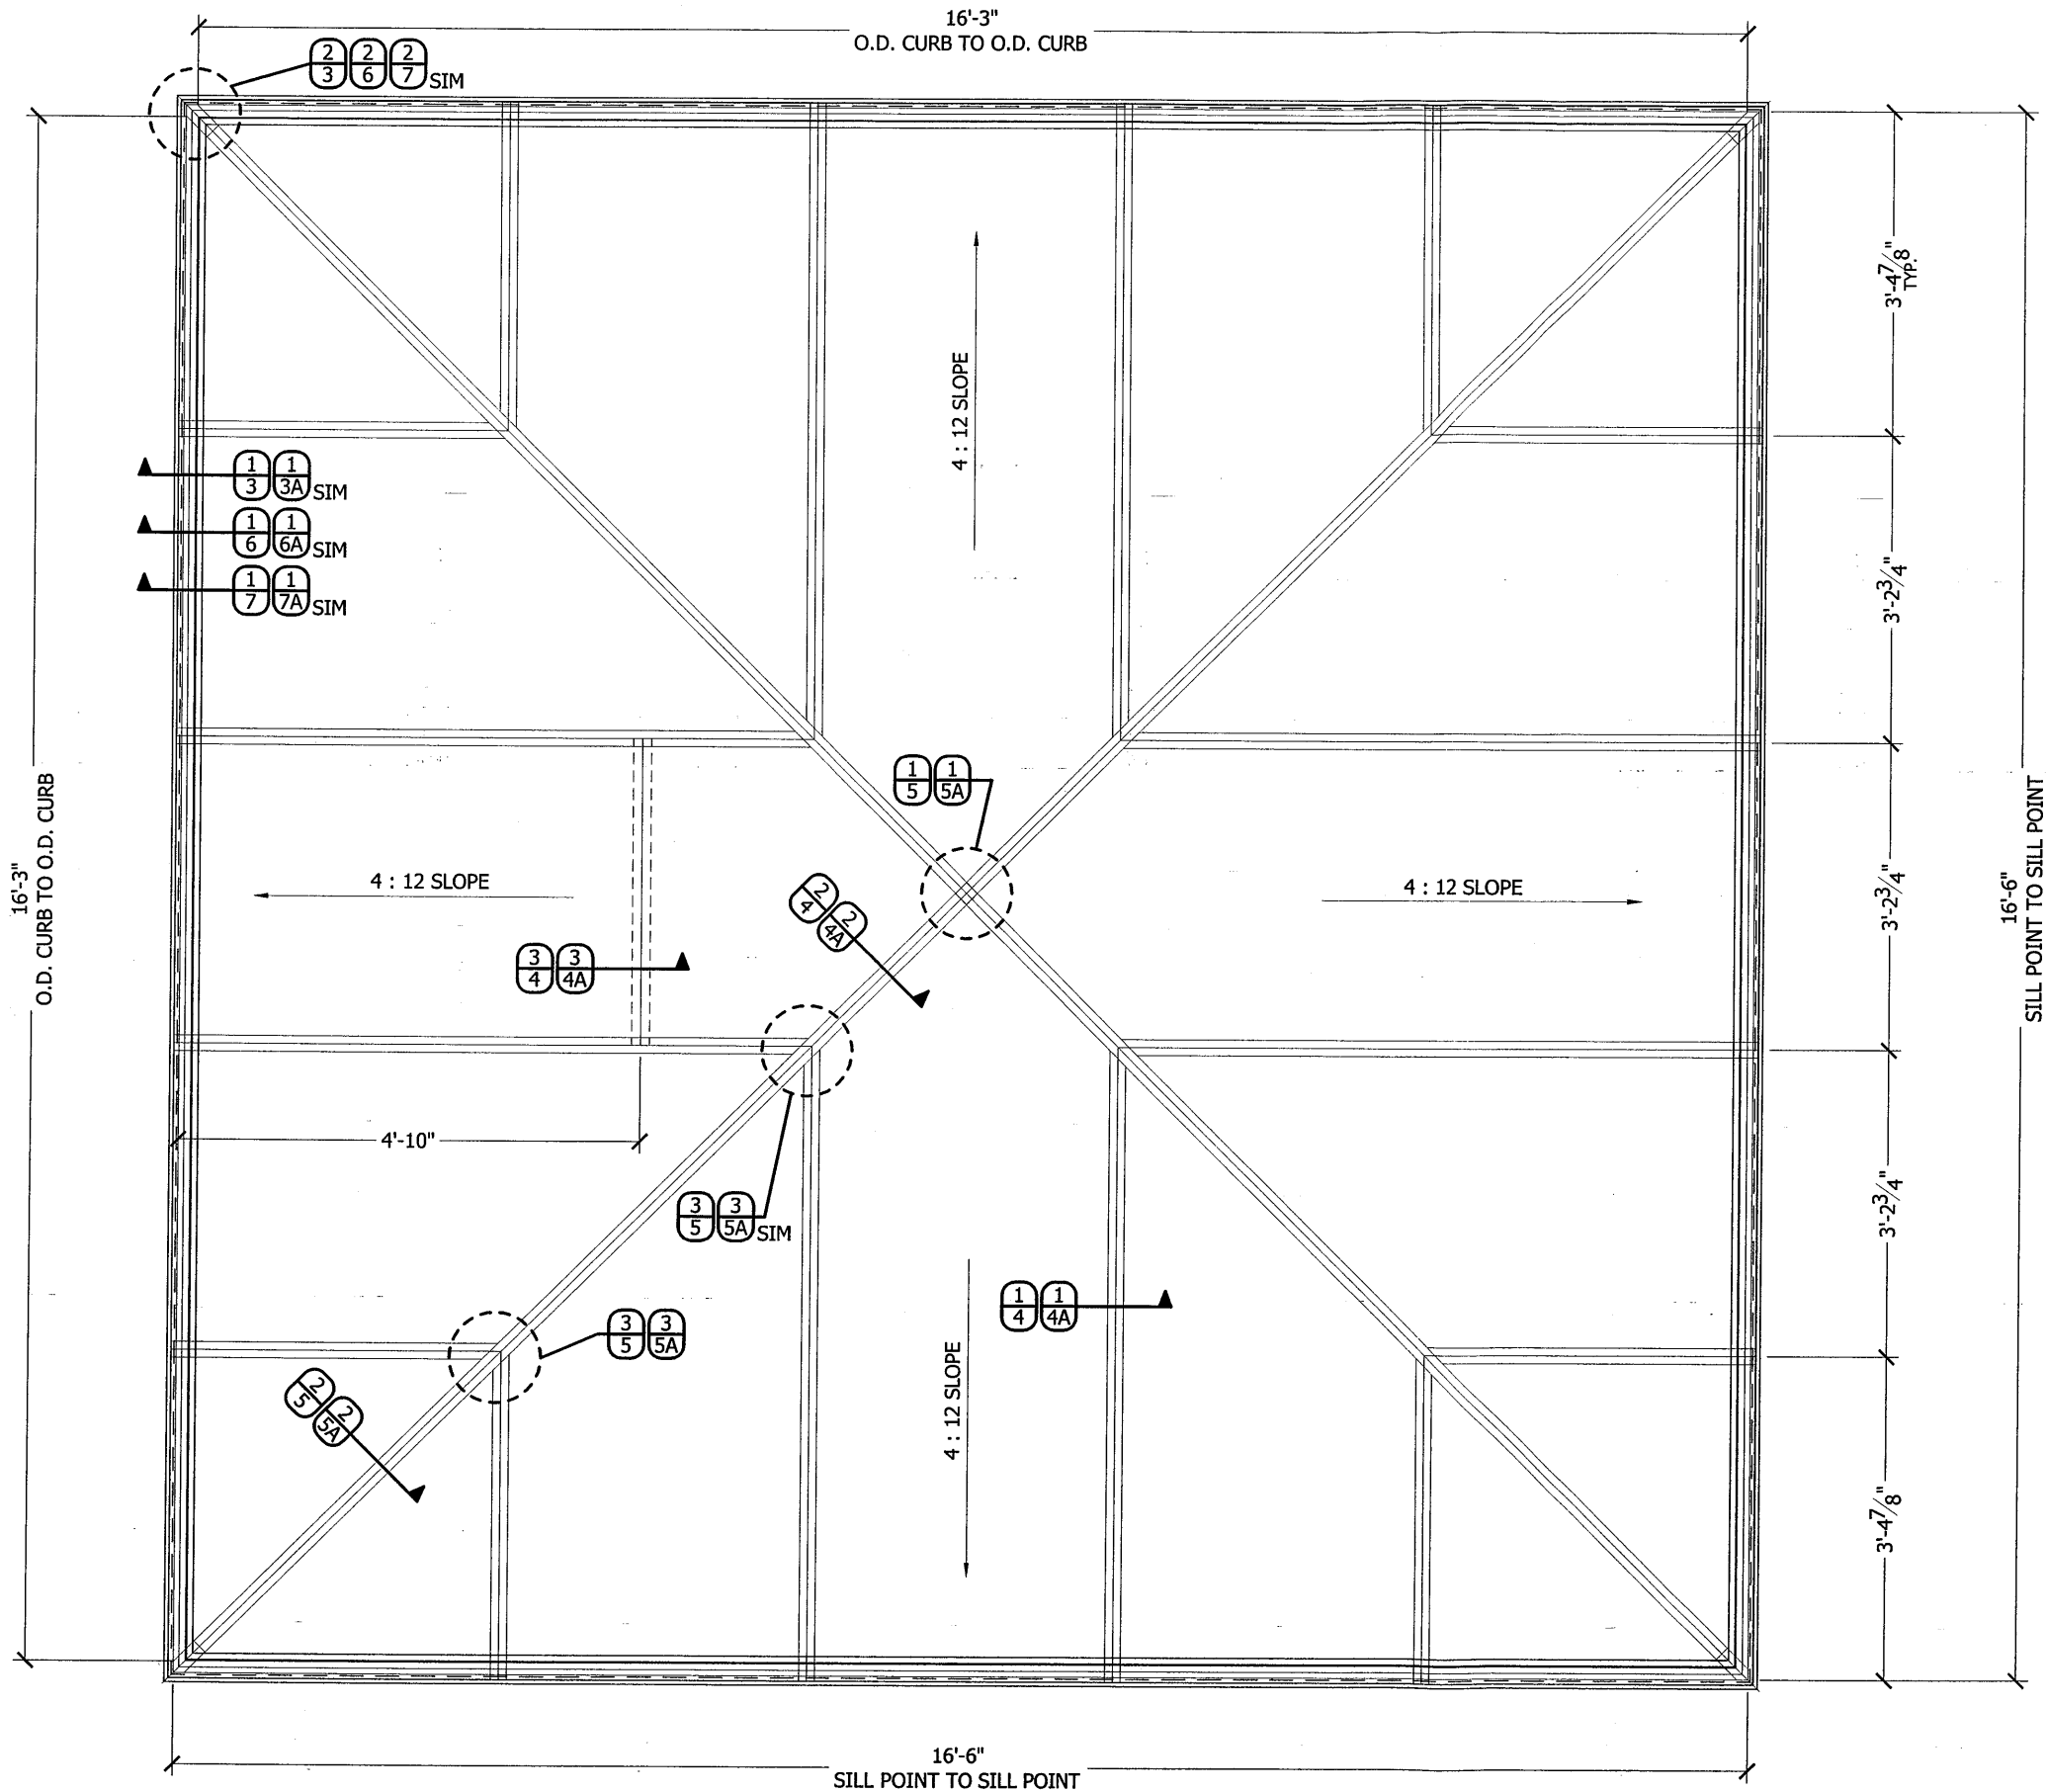 16'-3"
O.D. CURB TO O.D. CURB
2 2 2
3 6 7 SIM
3'-4 7/8"
TYP.
4 : 12 SLOPE
1 1
3 3A SIM
1 1
6 6A SIM
1 1
7 7A SIM
3'-2 3/4"
1 1
5 5A
16'-3"
O.D. CURB TO O.D. CURB
4 : 12 SLOPE
2 2
4 4A
4 : 12 SLOPE
3'-2 3/4"
16'-6"
SILL POINT TO SILL POINT
3 3
4 4A
4'-10"
3 3
5 5A SIM
3'-2 3/4"
1 1
4 4A
3 3
5 5A
2 2
5 5A
4 : 12 SLOPE
3'-4 7/8"
16'-6"
SILL POINT TO SILL POINT